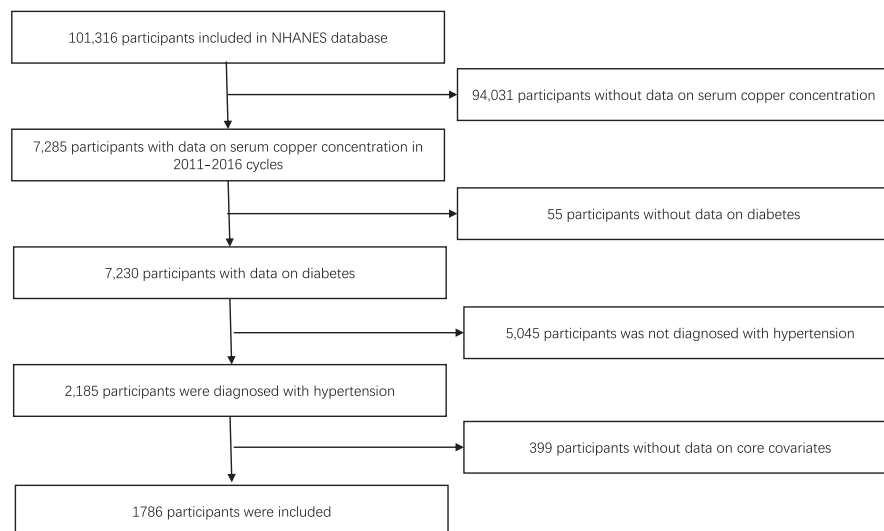 101,316 participants included in NHANES database
94,031 participants without data on serum copper concentration
7,285 participants with data on serum copper concentration in
2011–2016 cycles
55 participants without data on diabetes
7,230 participants with data on diabetes
5,045 participants was not diagnosed with hypertension
2,185 participants were diagnosed with hypertension
399 participants without data on core covariates
1786 participants were included